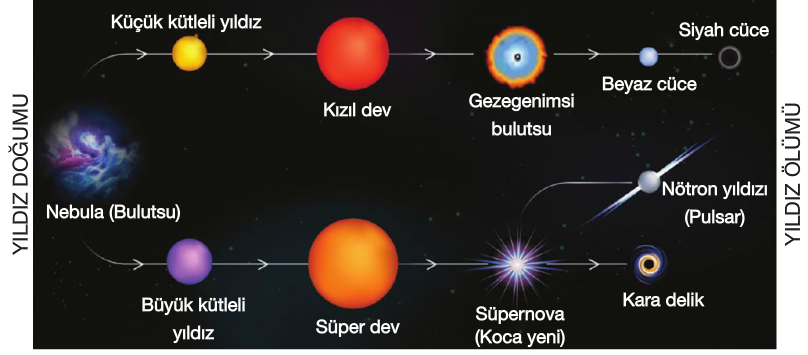 YILDIZ DOĞUMU
Küçük kütleli yıldız
Kızıl dev
Gezegenimsi
bulutsu
Beyaz cüce
Siyah cüce
Nebula (Bulutsu)
Büyük kütleli
yıldız
Süper dev
Süpernova
(Koca yeni)
Nötron yıldızı
(Pulsar)
Kara delik
YILDIZ ÖLÜMÜ